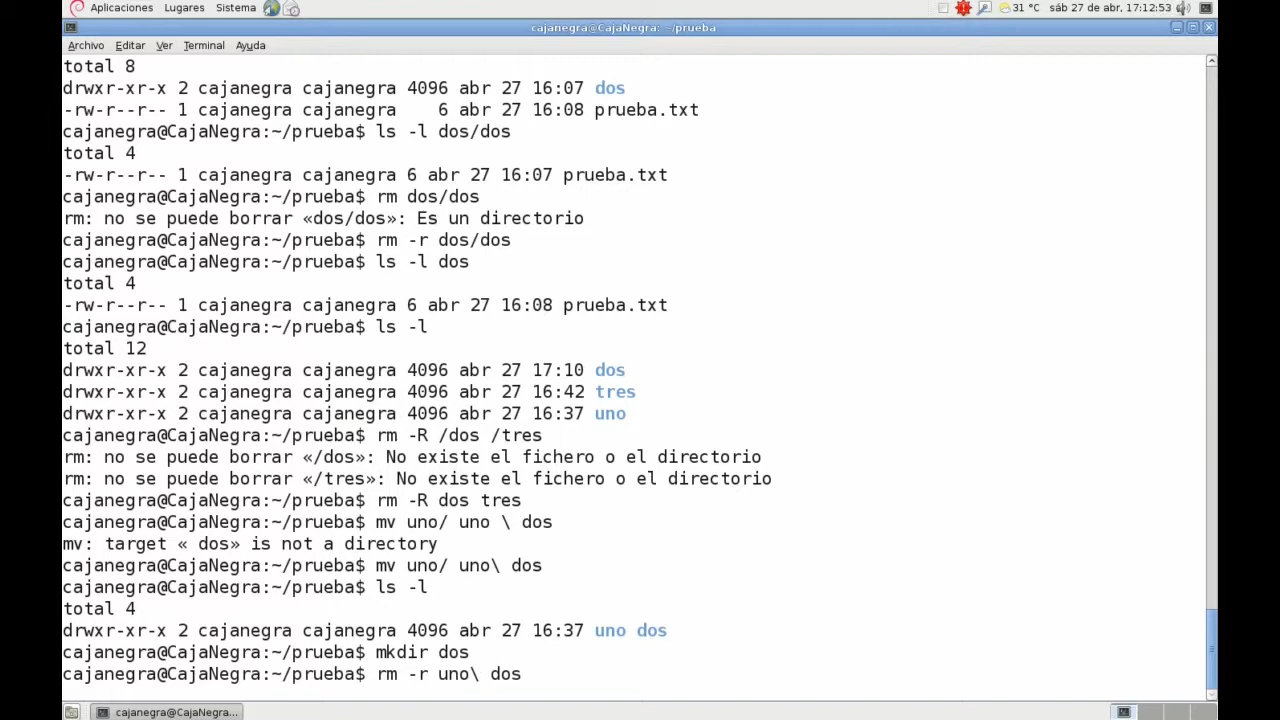 Aplicaciones Lugares Sistema 31 °C sáb 27 de abr, 17:12:53
cajanegra@CajaNegra: ~/prueba
Archivo Editar Ver Terminal Ayuda
total 8
drwxr-xr-x 2 cajanegra cajanegra 4096 abr 27 16:07 dos
-rw-r--r-- 1 cajanegra cajanegra    6 abr 27 16:08 prueba.txt
cajanegra@CajaNegra:~/prueba$ ls -l dos/dos
total 4
-rw-r--r-- 1 cajanegra cajanegra 6 abr 27 16:07 prueba.txt
cajanegra@CajaNegra:~/prueba$ rm dos/dos
rm: no se puede borrar «dos/dos»: Es un directorio
cajanegra@CajaNegra:~/prueba$ rm -r dos/dos
cajanegra@CajaNegra:~/prueba$ ls -l dos
total 4
-rw-r--r-- 1 cajanegra cajanegra 6 abr 27 16:08 prueba.txt
cajanegra@CajaNegra:~/prueba$ ls -l
total 12
drwxr-xr-x 2 cajanegra cajanegra 4096 abr 27 17:10 dos
drwxr-xr-x 2 cajanegra cajanegra 4096 abr 27 16:42 tres
drwxr-xr-x 2 cajanegra cajanegra 4096 abr 27 16:37 uno
cajanegra@CajaNegra:~/prueba$ rm -R /dos /tres
rm: no se puede borrar «/dos»: No existe el fichero o el directorio
rm: no se puede borrar «/tres»: No existe el fichero o el directorio
cajanegra@CajaNegra:~/prueba$ rm -R dos tres
cajanegra@CajaNegra:~/prueba$ mv uno/ uno \ dos
mv: target « dos» is not a directory
cajanegra@CajaNegra:~/prueba$ mv uno/ uno\ dos
cajanegra@CajaNegra:~/prueba$ ls -l
total 4
drwxr-xr-x 2 cajanegra cajanegra 4096 abr 27 16:37 uno dos
cajanegra@CajaNegra:~/prueba$ mkdir dos
cajanegra@CajaNegra:~/prueba$ rm -r uno\ dos
cajanegra@CajaNegra...